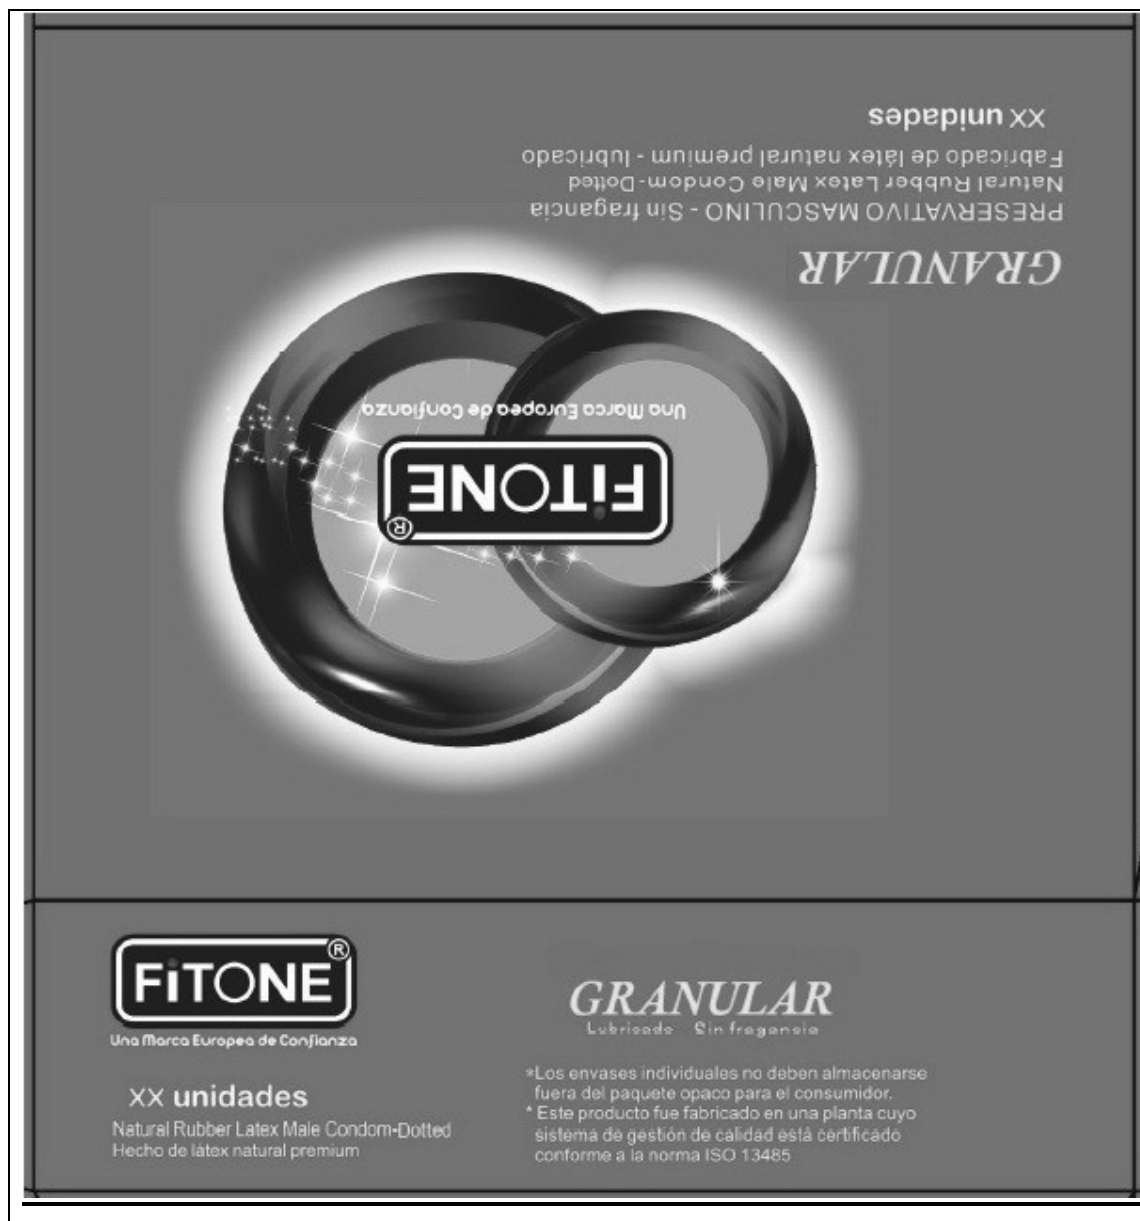 XX unidades
Fabricado de látex natural premium - lubricado
Natural Rubber Latex Male Condom-Dotted
PRESERVATIVO MASCULINO - Sin fragancia
GRANULAR
Una Marca Europea de Confianza
FiTONE®
FiTONE®
Una Marca Europea de Confianza
XX unidades
Natural Rubber Latex Male Condom-Dotted
Hecho de látex natural premium
GRANULAR
Lubricado Sin fragancia
*Los envases individuales no deben almacenarse
fuera del paquete opaco para el consumidor.
* Este producto fue fabricado en una planta cuyo
sistema de gestión de calidad está certificado
conforme a la norma ISO 13485